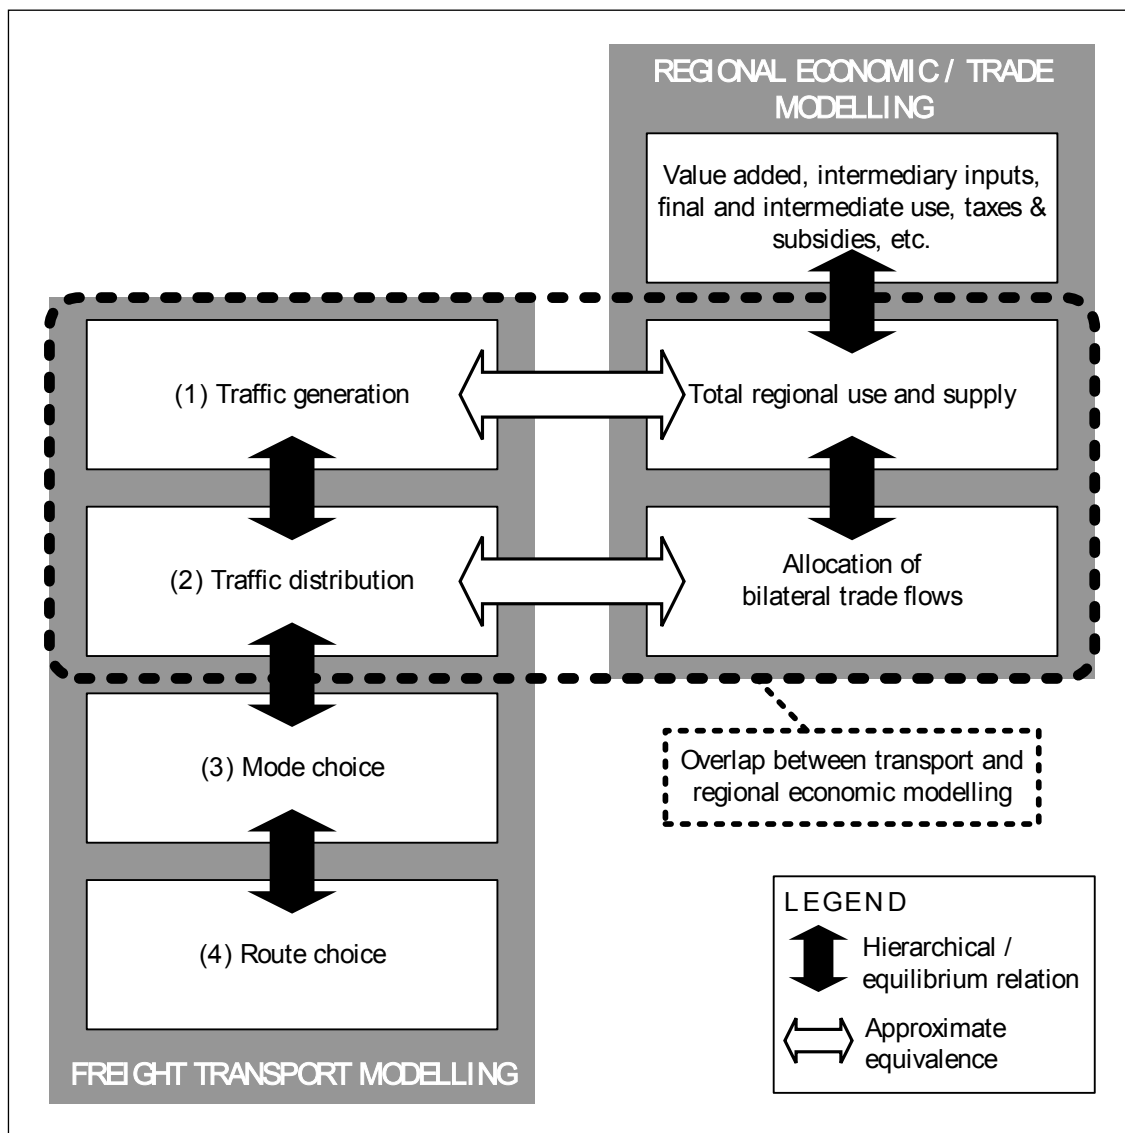 REGIONAL ECONOMIC / TRADE
MODELLING
Value added, intermediary inputs,
final and intermediate use, taxes &
subsidies, etc.
(1) Traffic generation
Total regional use and supply
(2) Traffic distribution
Allocation of
bilateral trade flows
(3) Mode choice
Overlap between transport and
regional economic modelling
(4) Route choice
LEGEND
Hierarchical /
equilibrium relation
Approximate
equivalence
FREIGHT TRANSPORT MODELLING